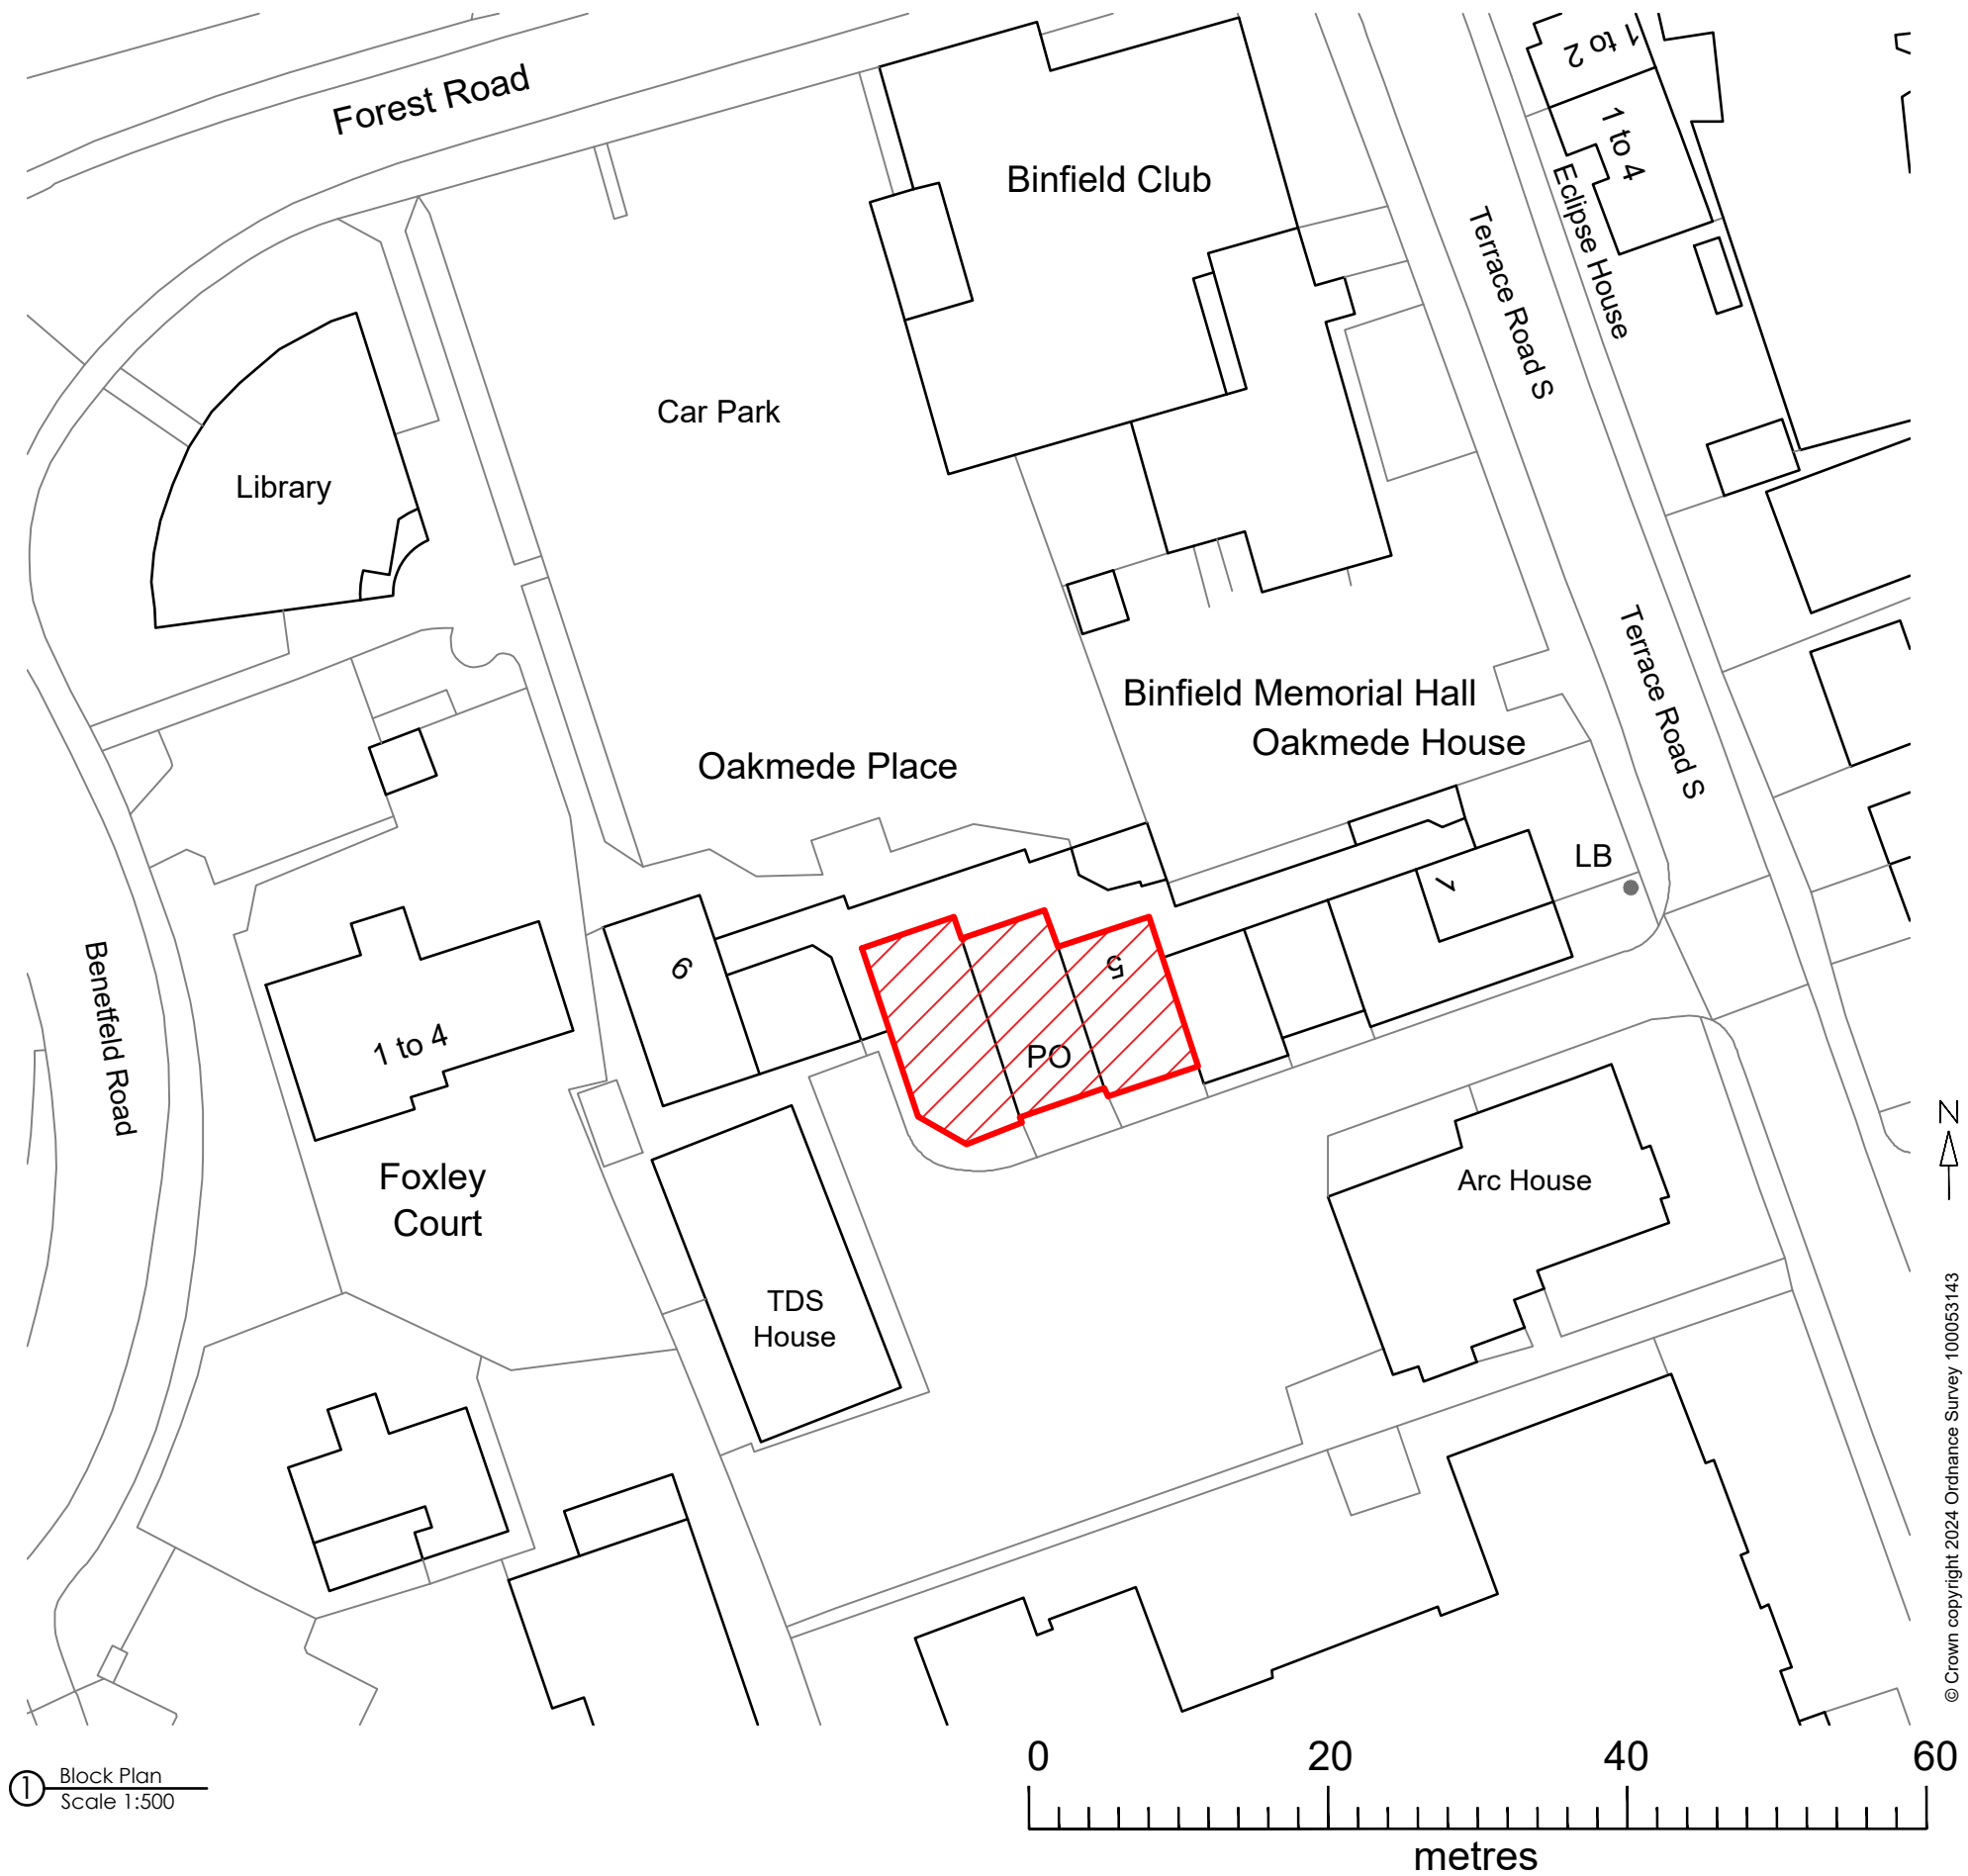 Forest Road
1 to 2
1 to 4
Eclipse House
Binfield Club
Terrace Road S
Car Park
Library
Terrace Road S
Binfield Memorial Hall
Oakmede House
Oakmede Place
LB
1
6
5
PO
Benetfeld Road
1 to 4
Foxley
Court
Arc House
TDS
House
N
© Crown copyright 2024 Ordnance Survey 100053143
1
Block Plan
Scale 1:500
0 20 40 60
metres